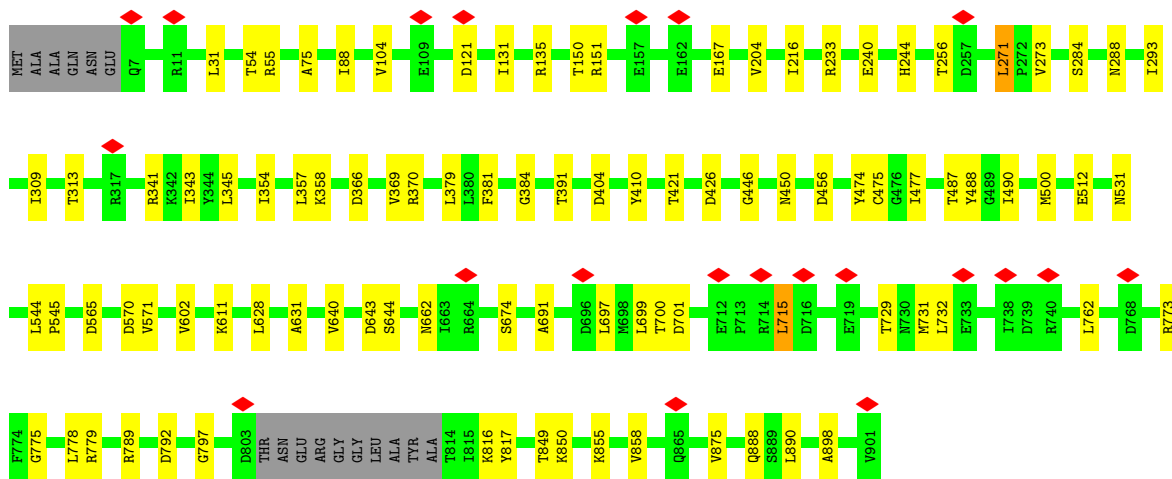 MET ALA ALA GLN ASN GLU Q7 R11 L31 T54 R55 A75 I88 V104 E109 D121 I131 R135 T150 R151 E157 E162 E167 V204 I216 R233 E240 H244 T256 D257 L271 P272 V273 S284 N288 I293
I309 T313 R317 R341 K342 I343 Y344 L345 I354 L357 K358 D366 V369 R370 L379 L380 F381 G384 T391 D404 Y410 T421 D426 G446 N450 D456 Y474 C475 G476 I477 T487 Y488 G489 I490 M500 E512 N531
L544 P545 D565 D570 V571 V602 K611 L628 A631 V640 D643 S644 N662 I663 R664 S674 A691 D696 L697 M698 L699 T700 D701 E712 P713 R714 L715 D716 E719 T729 N730 M731 L732 E733 I738 D739 R740 L762 D768 R773
F774 G775 L778 R779 R789 D792 G797 D803 THR ASN GLU ARG GLY GLY LEU ALA TYR ALA T814 I815 K816 Y817 T849 K850 K855 V858 Q865 V875 Q888 S889 L890 A898 V901